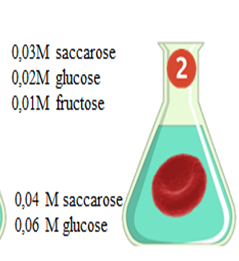 0,03M saccarose
0,02M glucose
0,01M fructose
2
0,04 M saccarose
0,06 M glucose